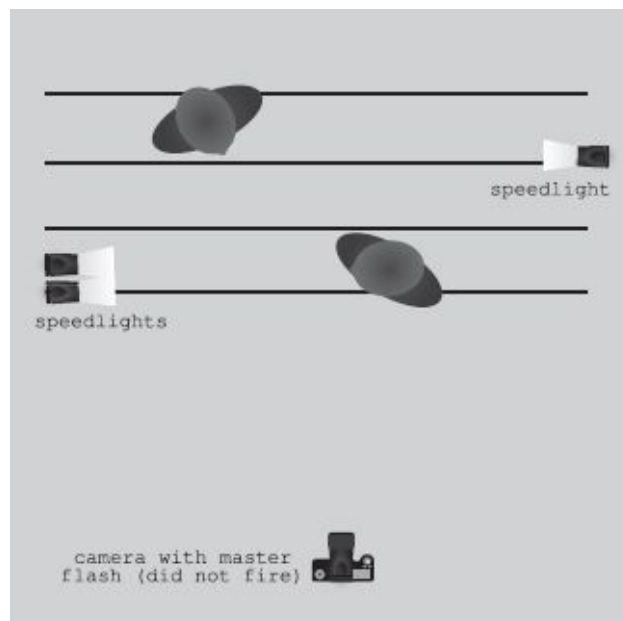 speedlight
speedlights
camera with master
flash (did not fire)